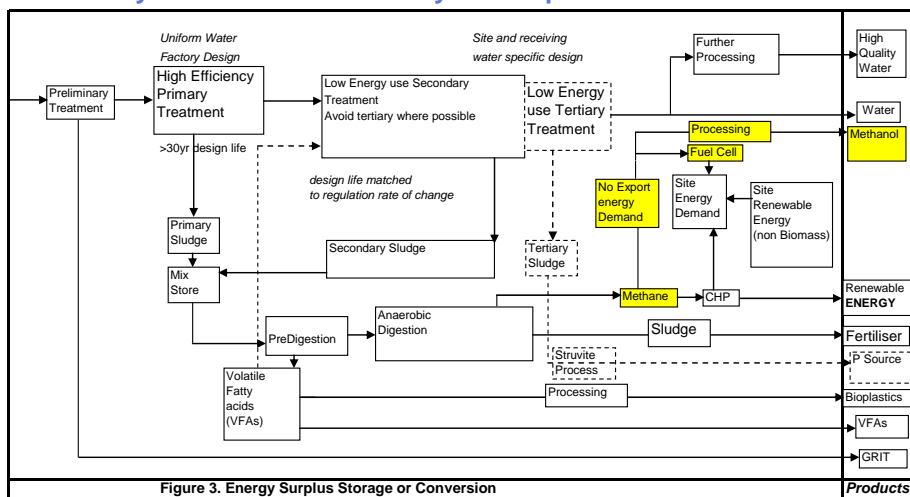 Uniform Water
Factory Design
Site and receiving
water specific design
Further
Processing
High
Quality
Water
Preliminary
Treatment
High Efficiency
Primary
Treatment
Low Energy use Secondary
Treatment
Avoid tertiary where possible
Low Energy
use Tertiary
Treatment
Water
Processing
Methanol
Fuel Cell
>30yr design life
design life matched
to regulation rate of change
No Export
energy
Demand
Site
Energy
Demand
Site
Renewable
Energy
(non Biomass)
Primary
Sludge
Secondary Sludge
Tertiary
Sludge
Mix
Store
Methane
CHP
Renewable
ENERGY
PreDigestion
Anaerobic
Digestion
Sludge
Fertiliser
Struvite
Process
P Source
Volatile
Fatty
acids
(VFAs)
Processing
Bioplastics
VFAs
GRIT
Figure 3. Energy Surplus Storage or Conversion
Products